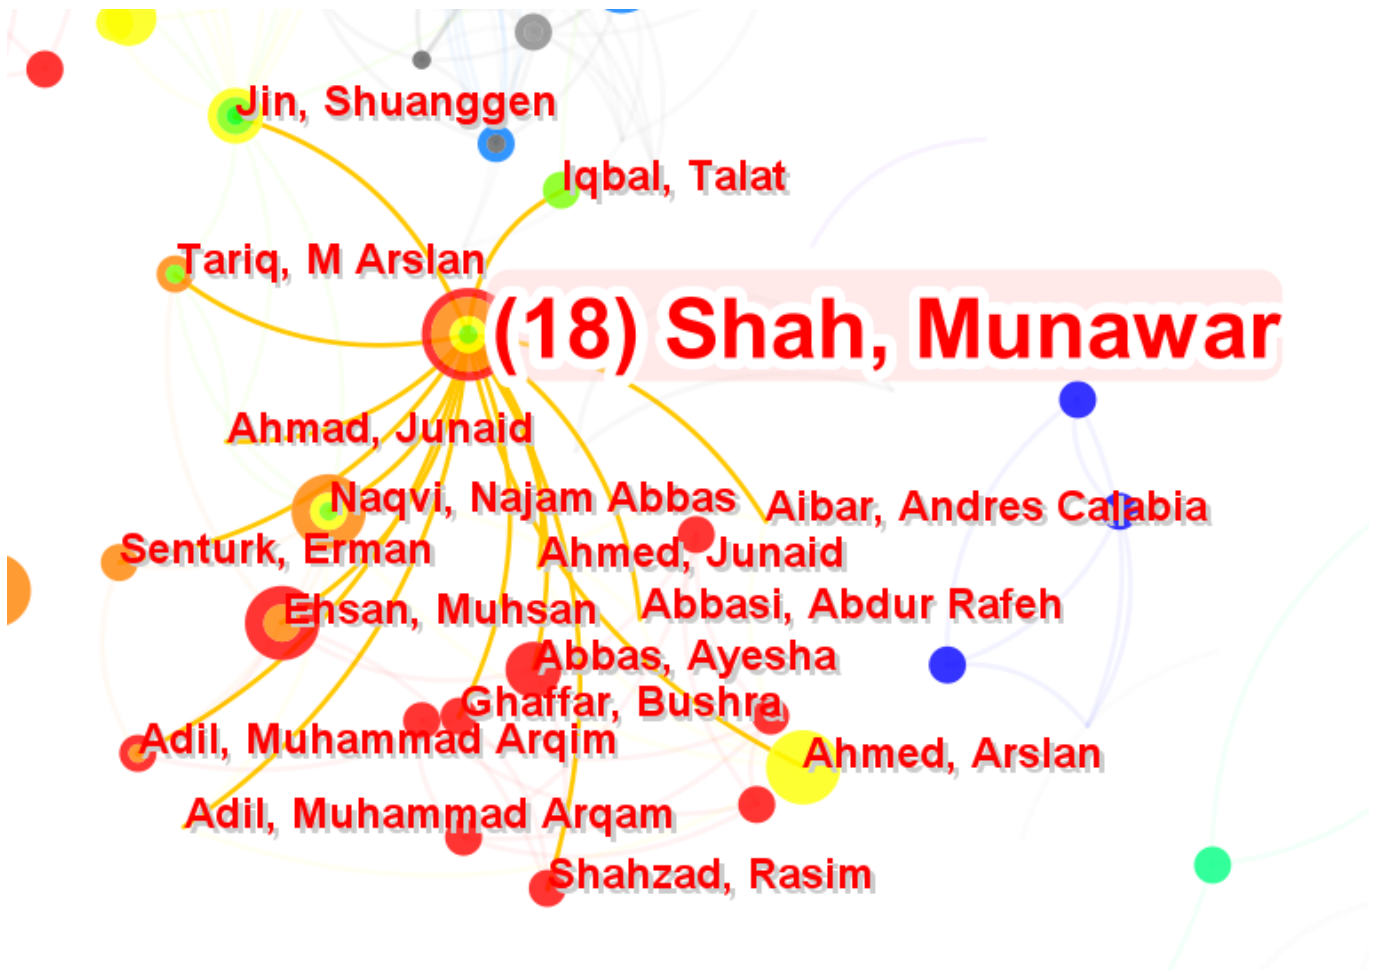 Jin, Shuanggen
Iqbal, Talat
Tariq, M Arslan
(18) Shah, Munawar
Ahmad, Junaid
Naqvi, Najam Abbas
Aibar, Andres Calabia
Senturk, Erman
Ahmed, Junaid
Ehsan, Muhsan
Abbasi, Abdur Rafeh
Abbas, Ayesha
Ghaffar, Bushra
Adil, Muhammad Arqim
Ahmed, Arslan
Adil, Muhammad Arqam
Shahzad, Rasim